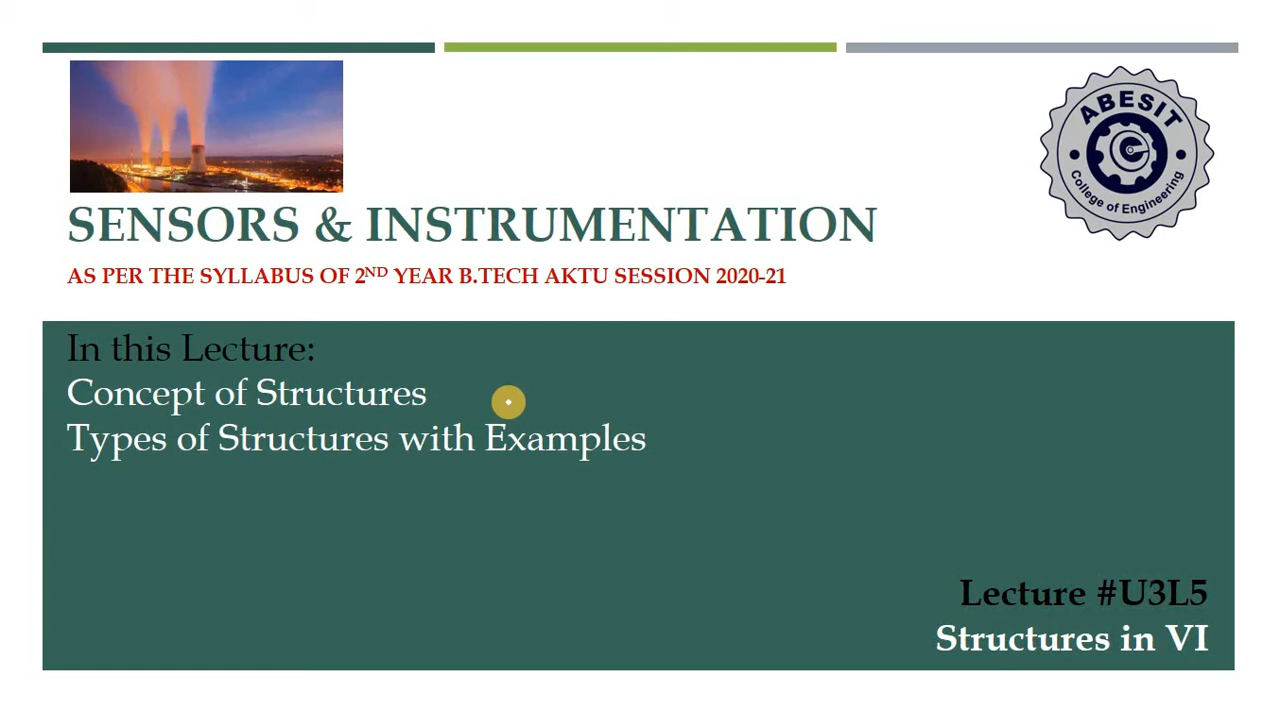 ABESIT
College of Engineering
SENSORS & INSTRUMENTATION
AS PER THE SYLLABUS OF 2ND YEAR B.TECH AKTU SESSION 2020-21
In this Lecture:
Concept of Structures
Types of Structures with Examples
Lecture #U3L5
Structures in VI